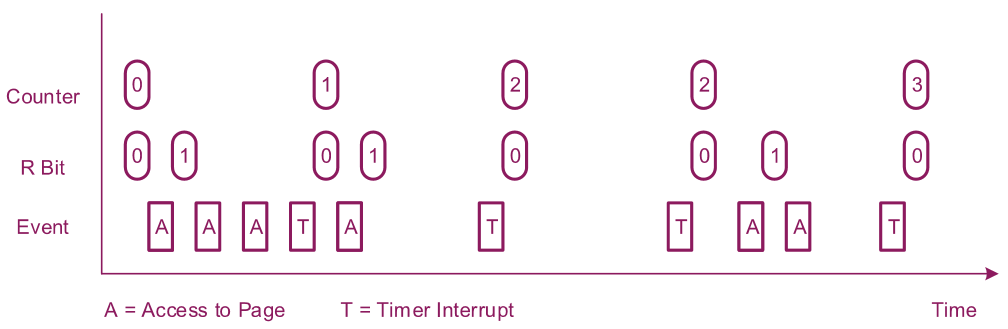 Counter 0 1 2 2 3
R Bit 0 1 0 1 0 0 1 0
Event A A A T A T T A A T
A = Access to Page T = Timer Interrupt Time